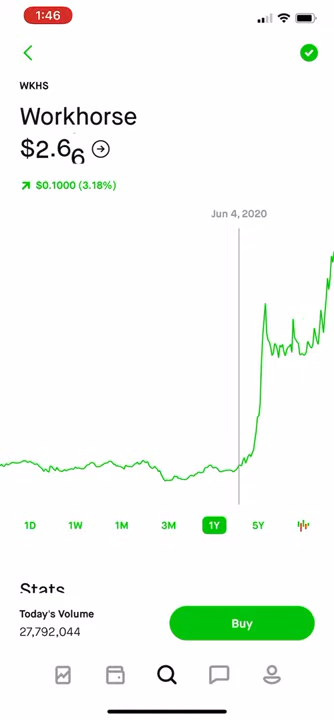 1:46
WKHS
Workhorse
$2.66
$0.1000 (3.18%)
Jun 4, 2020
1D 1W 1M 3M 1Y 5Y
Stats
Today's Volume
27,792,044
Buy